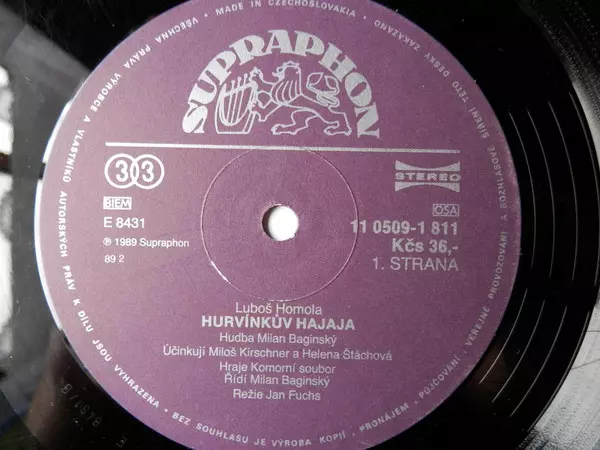 MADE IN CZECHOSLOVAKIA • VŠECHNA PRÁVA VÝROBCE A VLASTNÍKŮ AUTORSKÝCH PRÁV K DÍLU JSOU VYHRAZENA • BEZ SOUHLASU JE VÝROBA KOPIÍ, PRONÁJEM, PŮJČOVÁNÍ, VEŘEJNÉ PROVOZOVÁNÍ A ROZHLASOVÉ ŠÍŘENÍ TÉTO DESKY ZAKÁZÁNO
SUPRAPHON
33
STEREO
BIEM
OSA
E 8431
11 0509-1 811
℗ 1989 Supraphon
Kčs 36,-
89 2
1. STRANA
Luboš Homola
HURVÍNKŮV HAJAJA
Hudba Milan Baginský
Účinkují Miloš Kirschner a Helena Štáchová
Hraje Komorní soubor
Řídí Milan Baginský
Režie Jan Fuchs